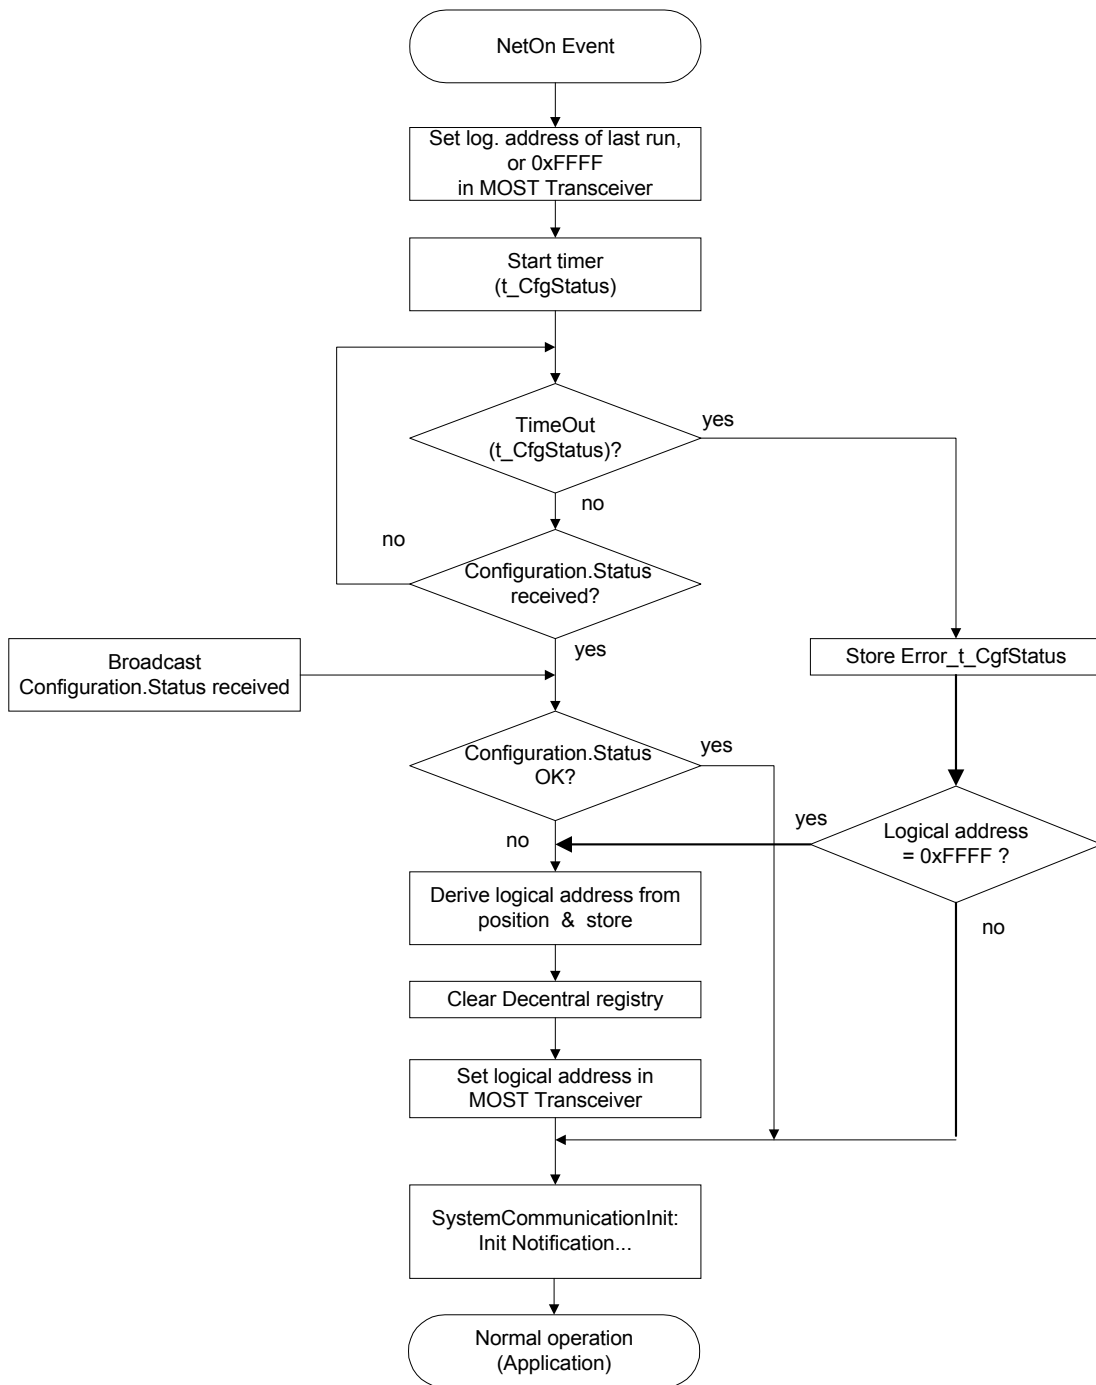 NetOn Event
Set log. address of last run,
or 0xFFFF
in MOST Transceiver
Start timer
(t_CfgStatus)
TimeOut
(t_CfgStatus)?
yes
no
no
Configuration.Status
received?
yes
Broadcast
Configuration.Status received
Store Error_t_CgfStatus
Configuration.Status
OK?
yes
no
yes
Logical address
= 0xFFFF ?
no
Derive logical address from
position & store
Clear Decentral registry
Set logical address in
MOST Transceiver
SystemCommunicationInit:
Init Notification...
Normal operation
(Application)